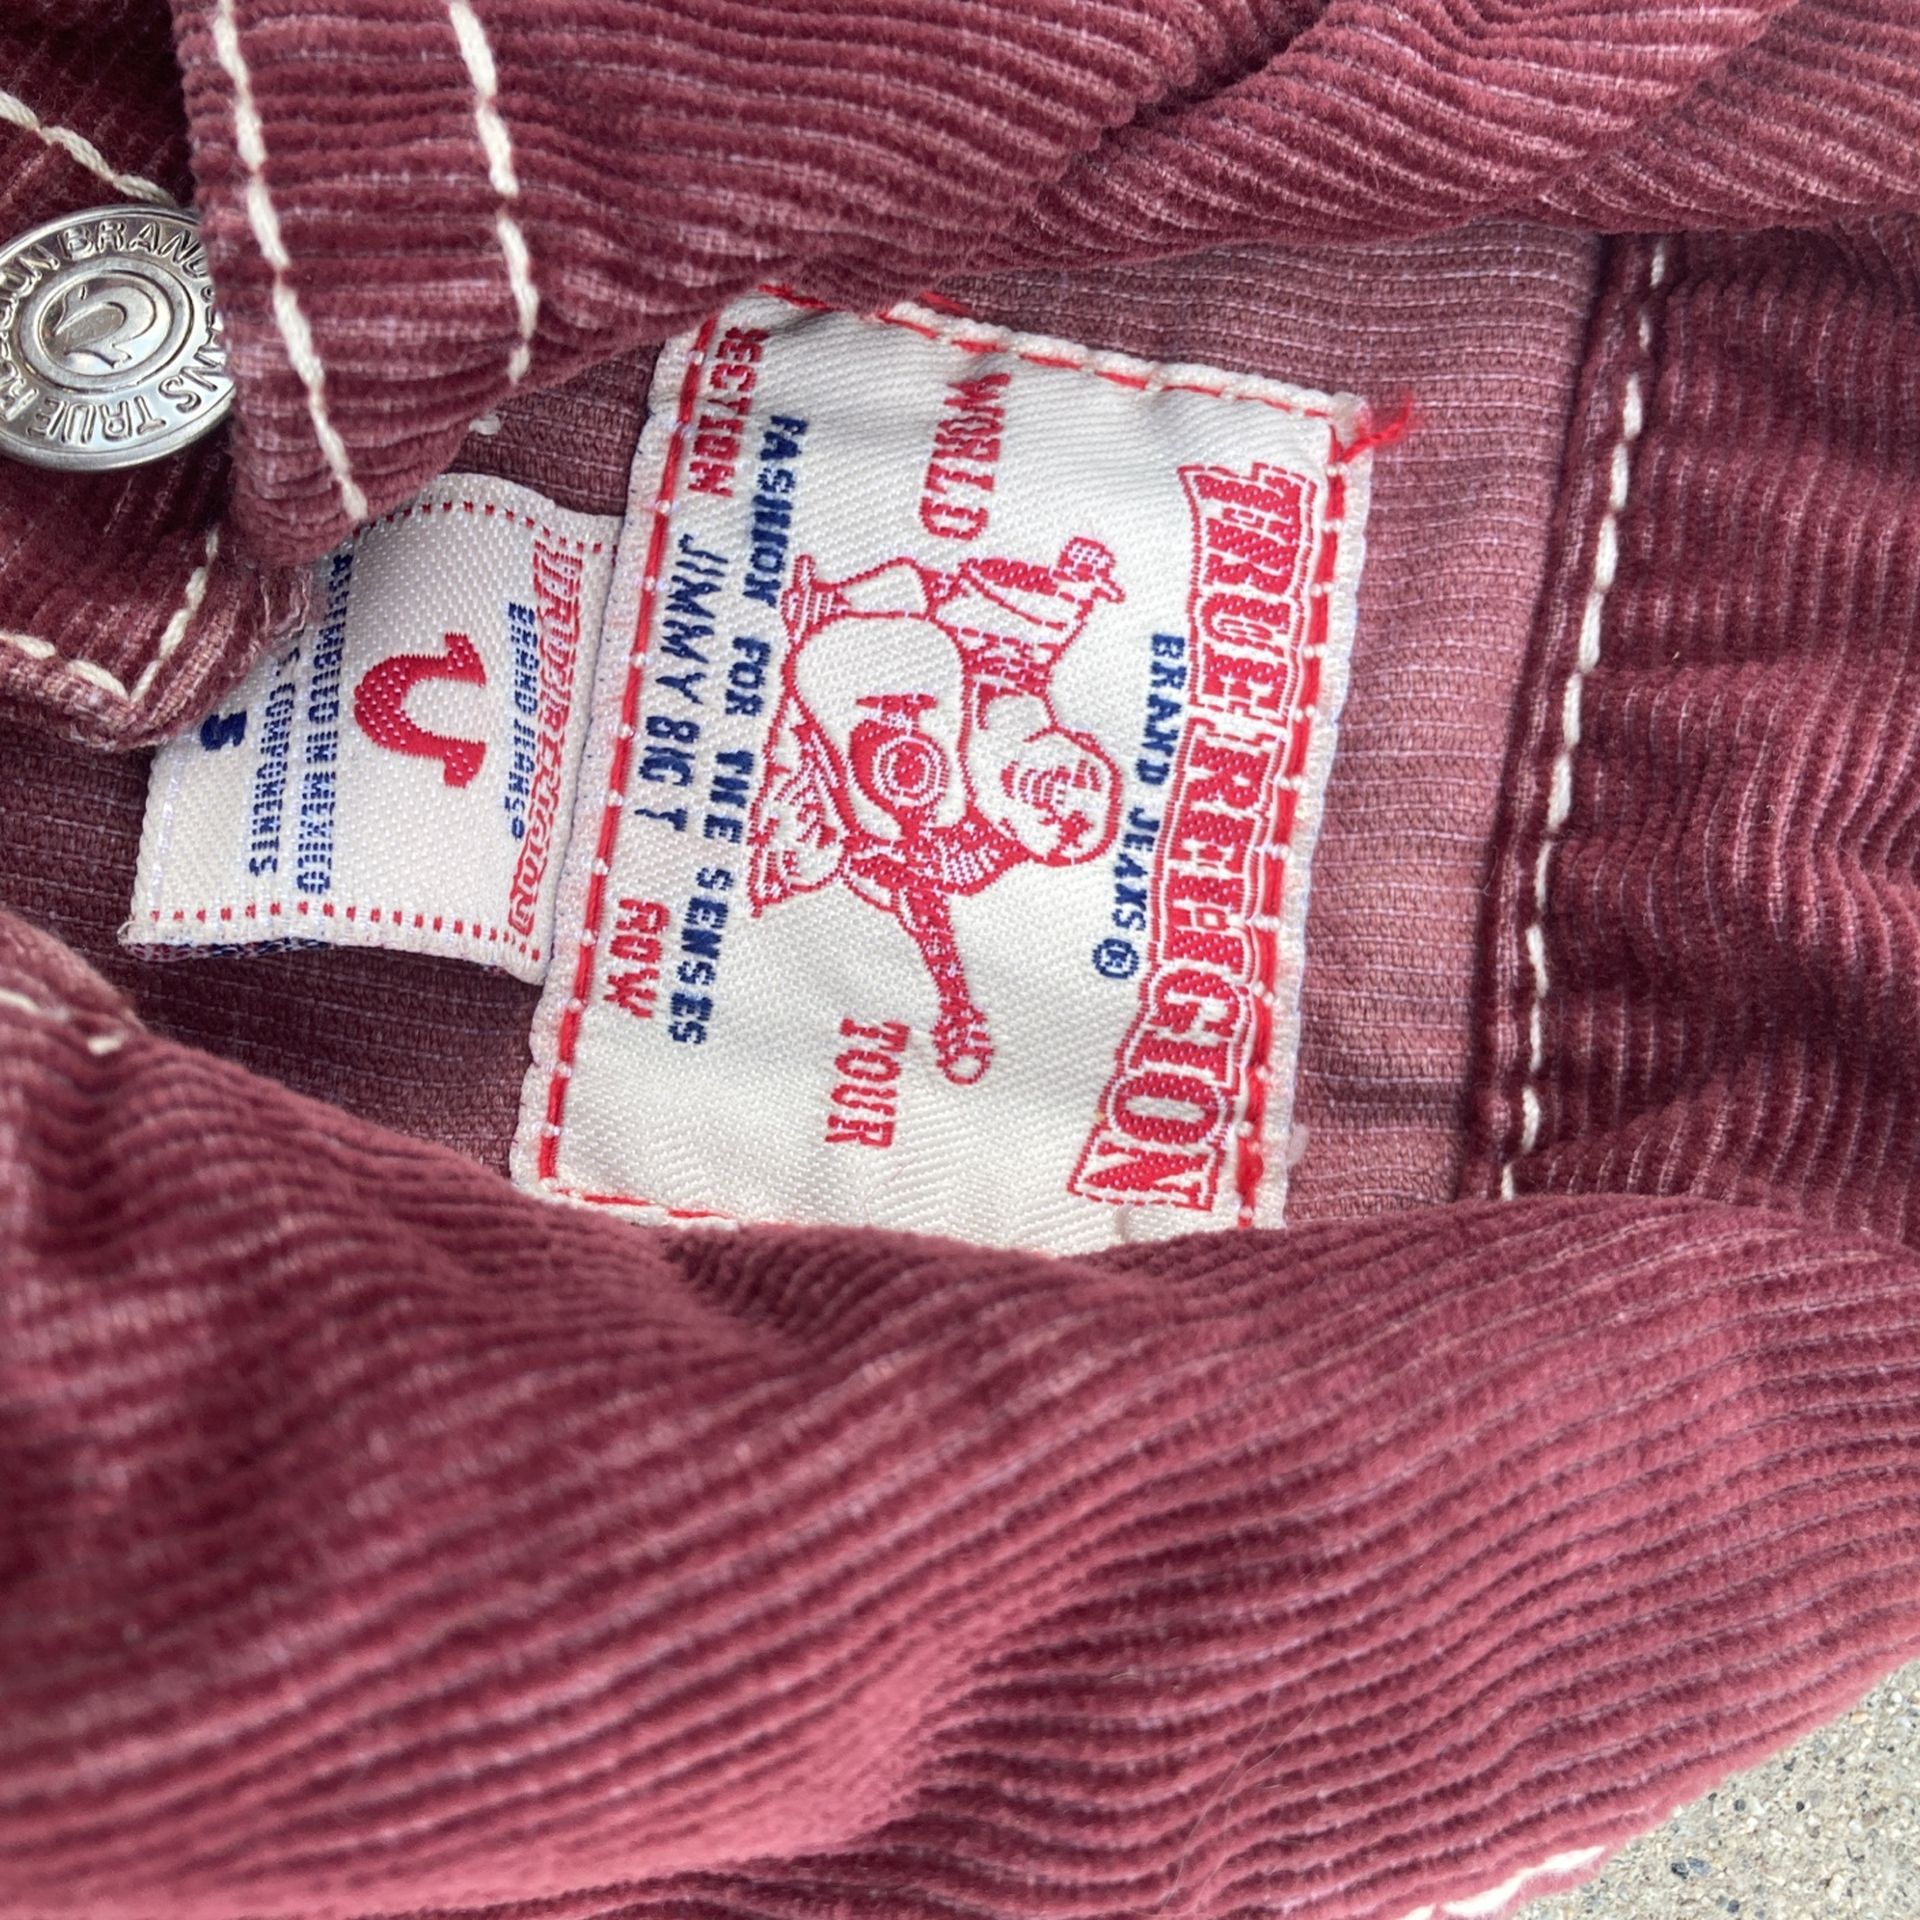 TRUE RELIGION
BRAND JEANS®
WORLD TOUR
FASHION FOR THE SENSES
SECTION JIMMY BIG T ROW
TRUE RELIGION
BRAND JEANS®
ASSEMBLED IN MEXICO
COMPONENTS
S
TRUE RELIGION BRAND JEANS